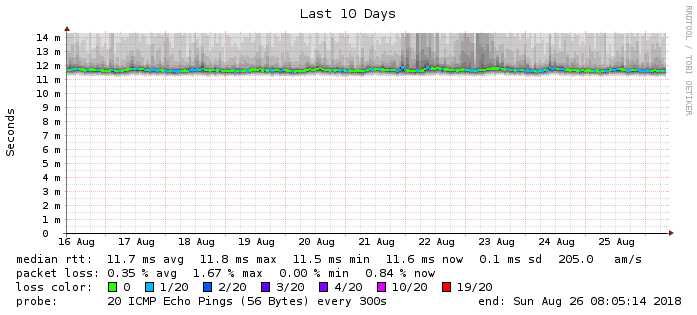 Last 10 Days
RRDTOOL / TOBI OETIKER
Seconds
14 m
13 m
12 m
11 m
10 m
9 m
8 m
7 m
6 m
5 m
4 m
3 m
2 m
1 m
0
16 Aug 17 Aug 18 Aug 19 Aug 20 Aug 21 Aug 22 Aug 23 Aug 24 Aug 25 Aug
median rtt: 11.7 ms avg 11.8 ms max 11.5 ms min 11.6 ms now 0.1 ms sd 205.0 am/s
packet loss: 0.35 % avg 1.67 % max 0.00 % min 0.84 % now
loss color: 0 1/20 2/20 3/20 4/20 10/20 19/20
probe: 20 ICMP Echo Pings (56 Bytes) every 300s end: Sun Aug 26 08:05:14 2018